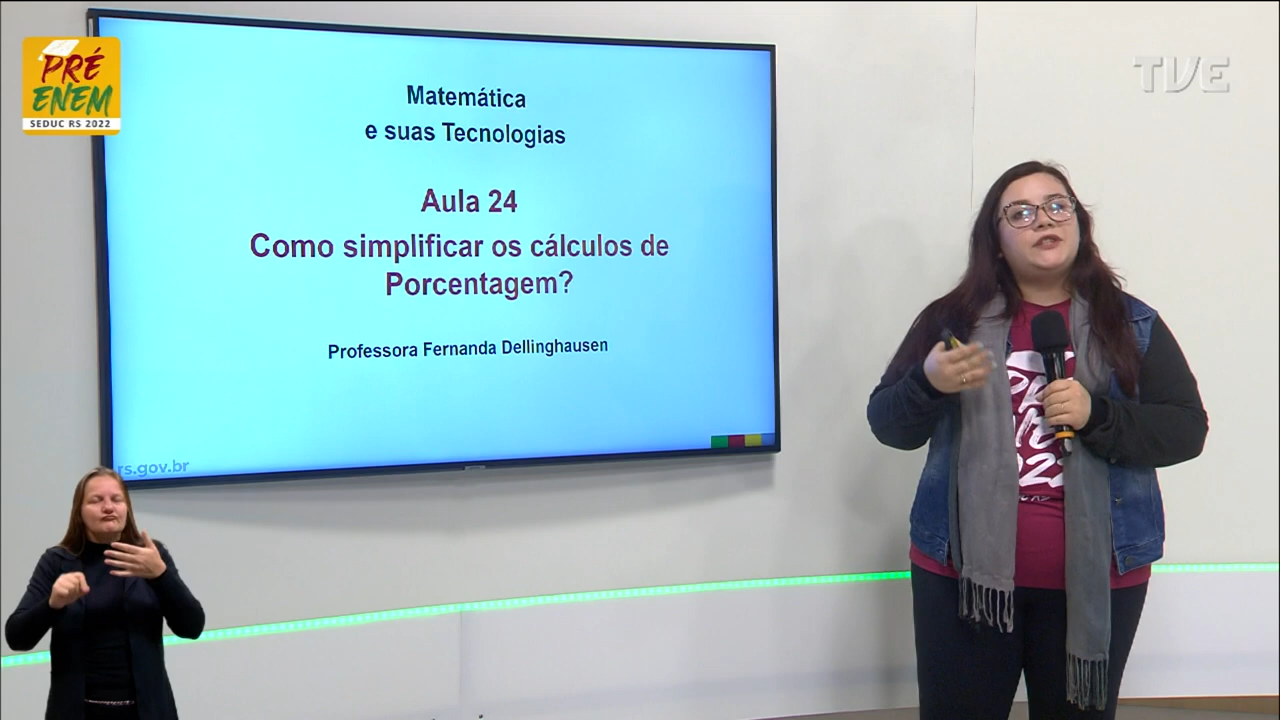 PRÉ
ENEM
SEDUC RS 2022
TVE
Matemática
e suas Tecnologias
Aula 24
Como simplificar os cálculos de
Porcentagem?
Professora Fernanda Dellinghausen
rs.gov.br
2022